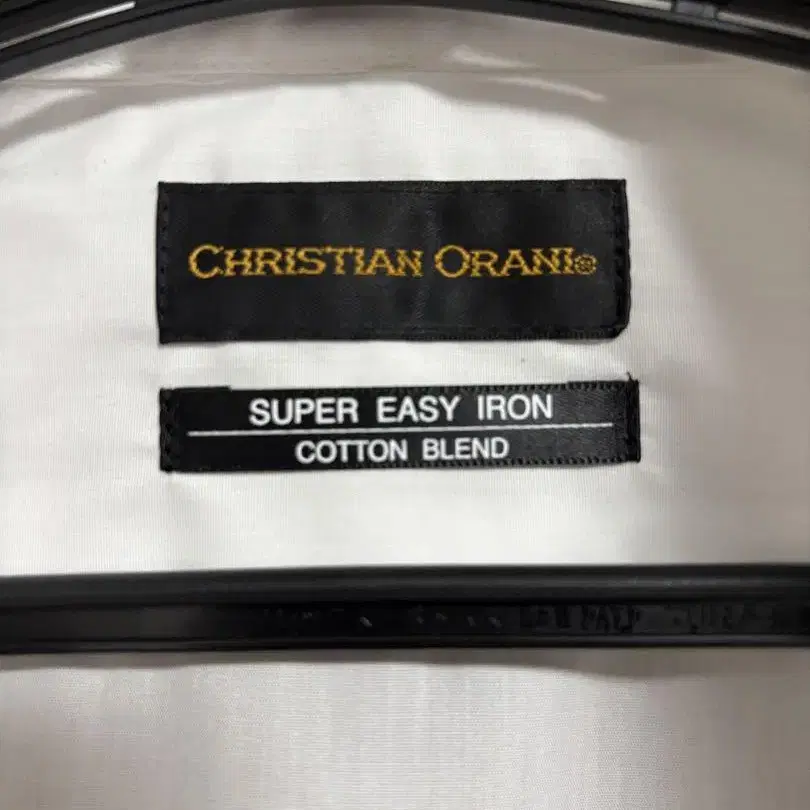 CHRISTIAN ORANI®
SUPER EASY IRON
COTTON BLEND